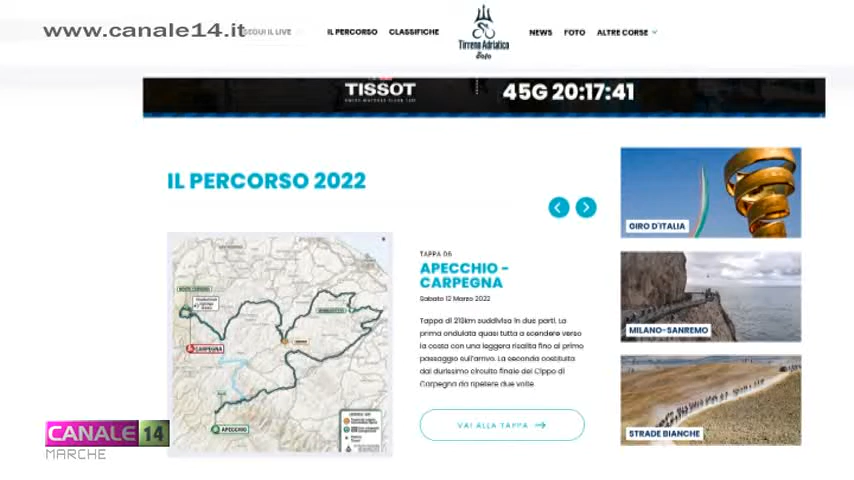 www.canale14.it
SEGUI IL LIVE
IL PERCORSO
CLASSIFICHE
Tirreno Adriatico
NEWS
FOTO
ALTRE CORSE
TISSOT
45G 20:17:41
IL PERCORSO 2022
GIRO D'ITALIA
TAPPA 06
APECCHIO -
CARPEGNA
Sabato 12 Marzo 2022
Tappa di 213km suddivisa in due parti. La
prima ondulata quasi tutta a scendere verso
la costa con una leggera risalita fino al primo
passaggio sull'arrivo. La seconda costituita
dal durissimo circuito finale del Cippo di
Carpegna da ripetere due volte
MILANO-SANREMO
CARPEGNA
APECCHIO
VAI ALLA TAPPA
STRADE BIANCHE
CANALE 14
MARCHE